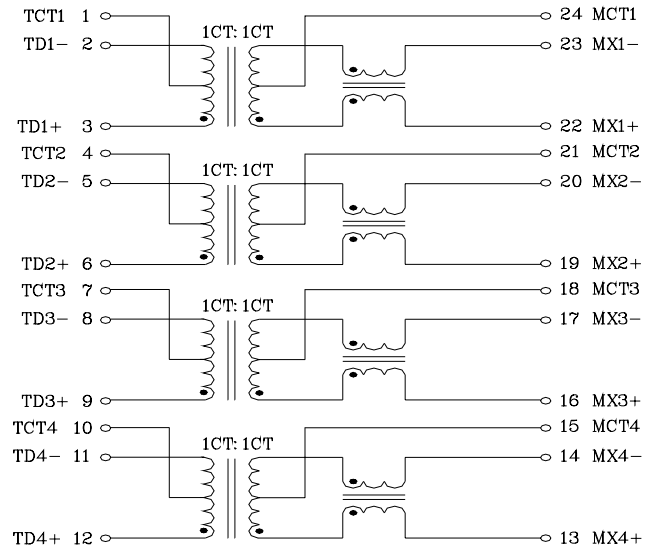 TCT1 1 24 MCT1
1CT: 1CT
TD1- 2 23 MX1-
TD1+ 3 22 MX1+
TCT2 4 21 MCT2
1CT: 1CT
TD2- 5 20 MX2-
TD2+ 6 19 MX2+
TCT3 7 18 MCT3
1CT: 1CT
TD3- 8 17 MX3-
TD3+ 9 16 MX3+
TCT4 10 15 MCT4
1CT: 1CT
TD4- 11 14 MX4-
TD4+ 12 13 MX4+